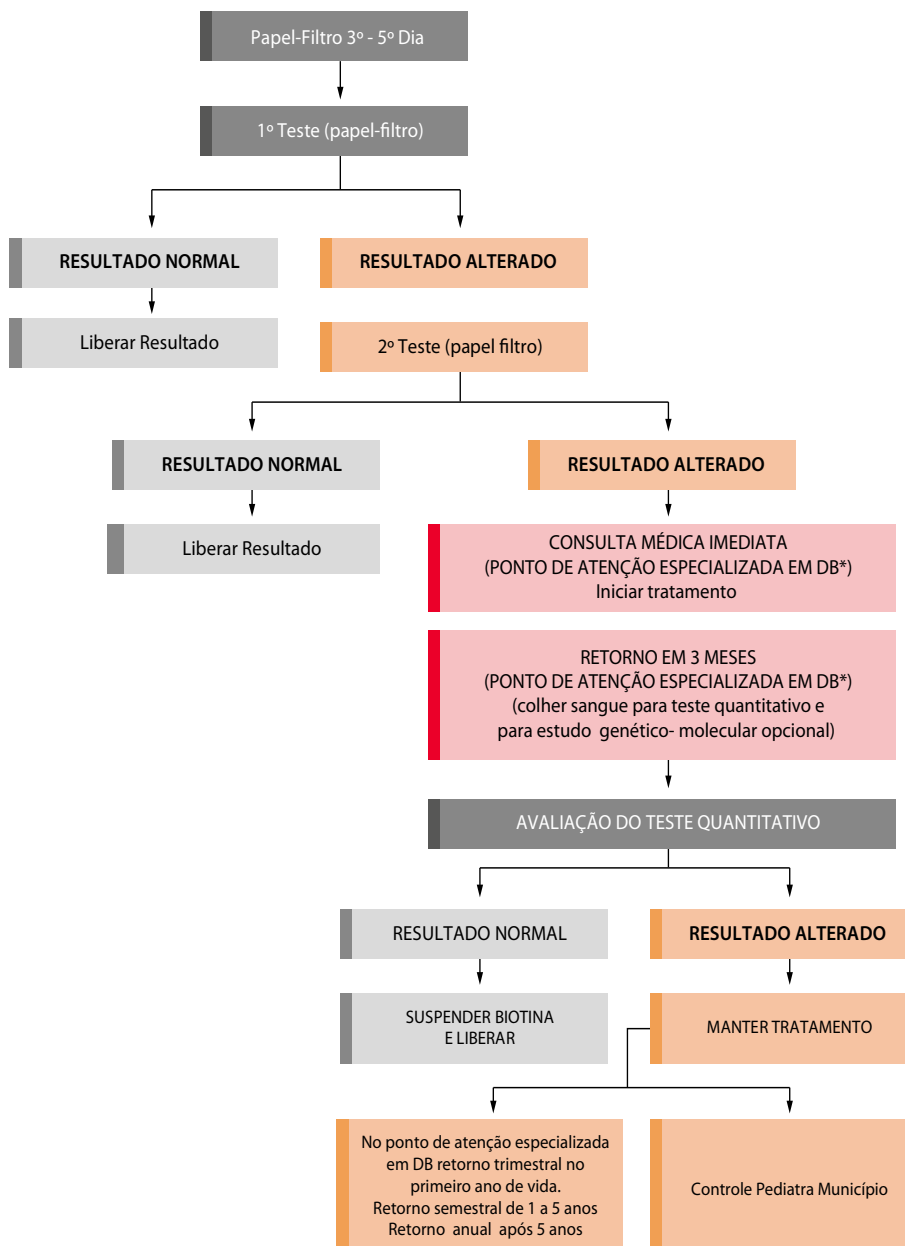 Papel-Filtro 3º - 5º Dia
1º Teste (papel-filtro)
RESULTADO NORMAL
RESULTADO ALTERADO
Liberar Resultado
2º Teste (papel filtro)
RESULTADO NORMAL
RESULTADO ALTERADO
Liberar Resultado
CONSULTA MÉDICA IMEDIATA
(PONTO DE ATENÇÃO ESPECIALIZADA EM DB*)
Iniciar tratamento
RETORNO EM 3 MESES
(PONTO DE ATENÇÃO ESPECIALIZADA EM DB*)
(colher sangue para teste quantitativo e
para estudo genético- molecular opcional)
AVALIAÇÃO DO TESTE QUANTITATIVO
RESULTADO NORMAL
RESULTADO ALTERADO
SUSPENDER BIOTINA
E LIBERAR
MANTER TRATAMENTO
No ponto de atenção especializada
em DB retorno trimestral no
primeiro ano de vida.
Retorno semestral de 1 a 5 anos
Retorno anual após 5 anos
Controle Pediatra Município